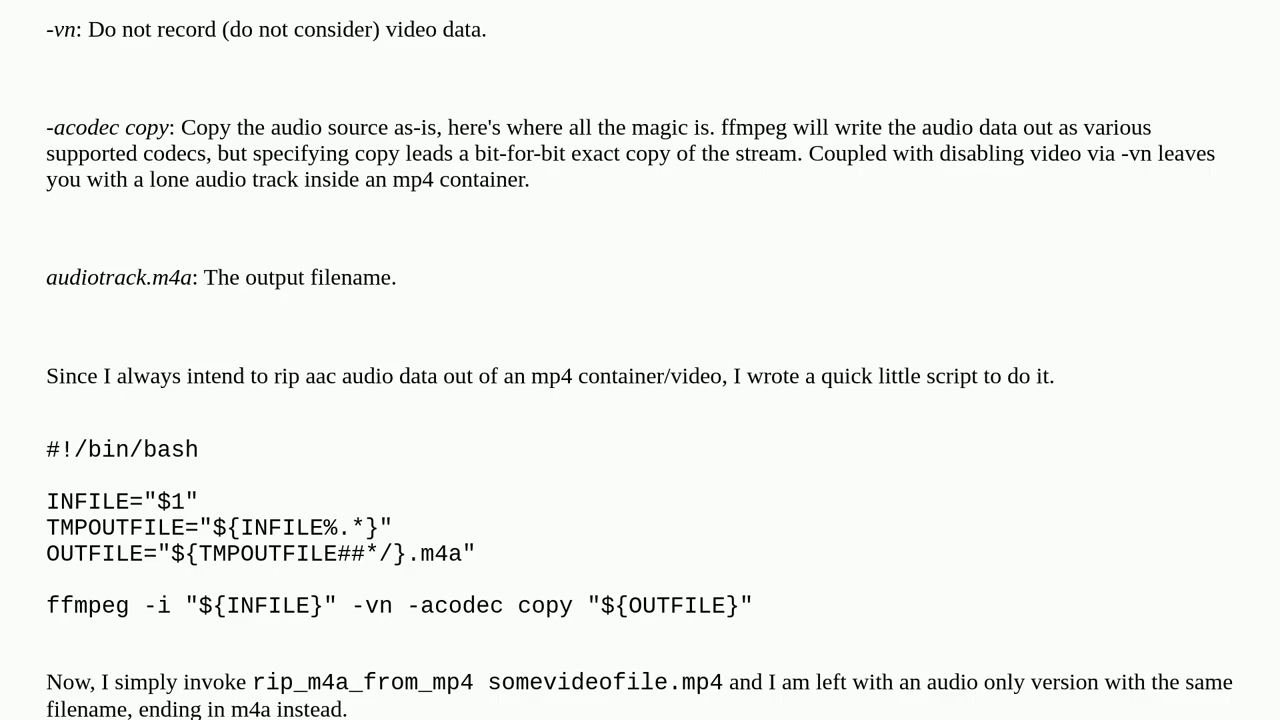 -vn: Do not record (do not consider) video data.
-acodec copy: Copy the audio source as-is, here's where all the magic is. ffmpeg will write the audio data out as various
supported codecs, but specifying copy leads a bit-for-bit exact copy of the stream. Coupled with disabling video via -vn leaves
you with a lone audio track inside an mp4 container.
audiotrack.m4a: The output filename.
Since I always intend to rip aac audio data out of an mp4 container/video, I wrote a quick little script to do it.
#!/bin/bash
INFILE="$1"
TMPOUTFILE="${INFILE%.*}"
OUTFILE="${TMPOUTFILE##*/}.m4a"
ffmpeg -i "${INFILE}" -vn -acodec copy "${OUTFILE}"
Now, I simply invoke rip_m4a_from_mp4 somevideofile.mp4 and I am left with an audio only version with the same
filename, ending in m4a instead.